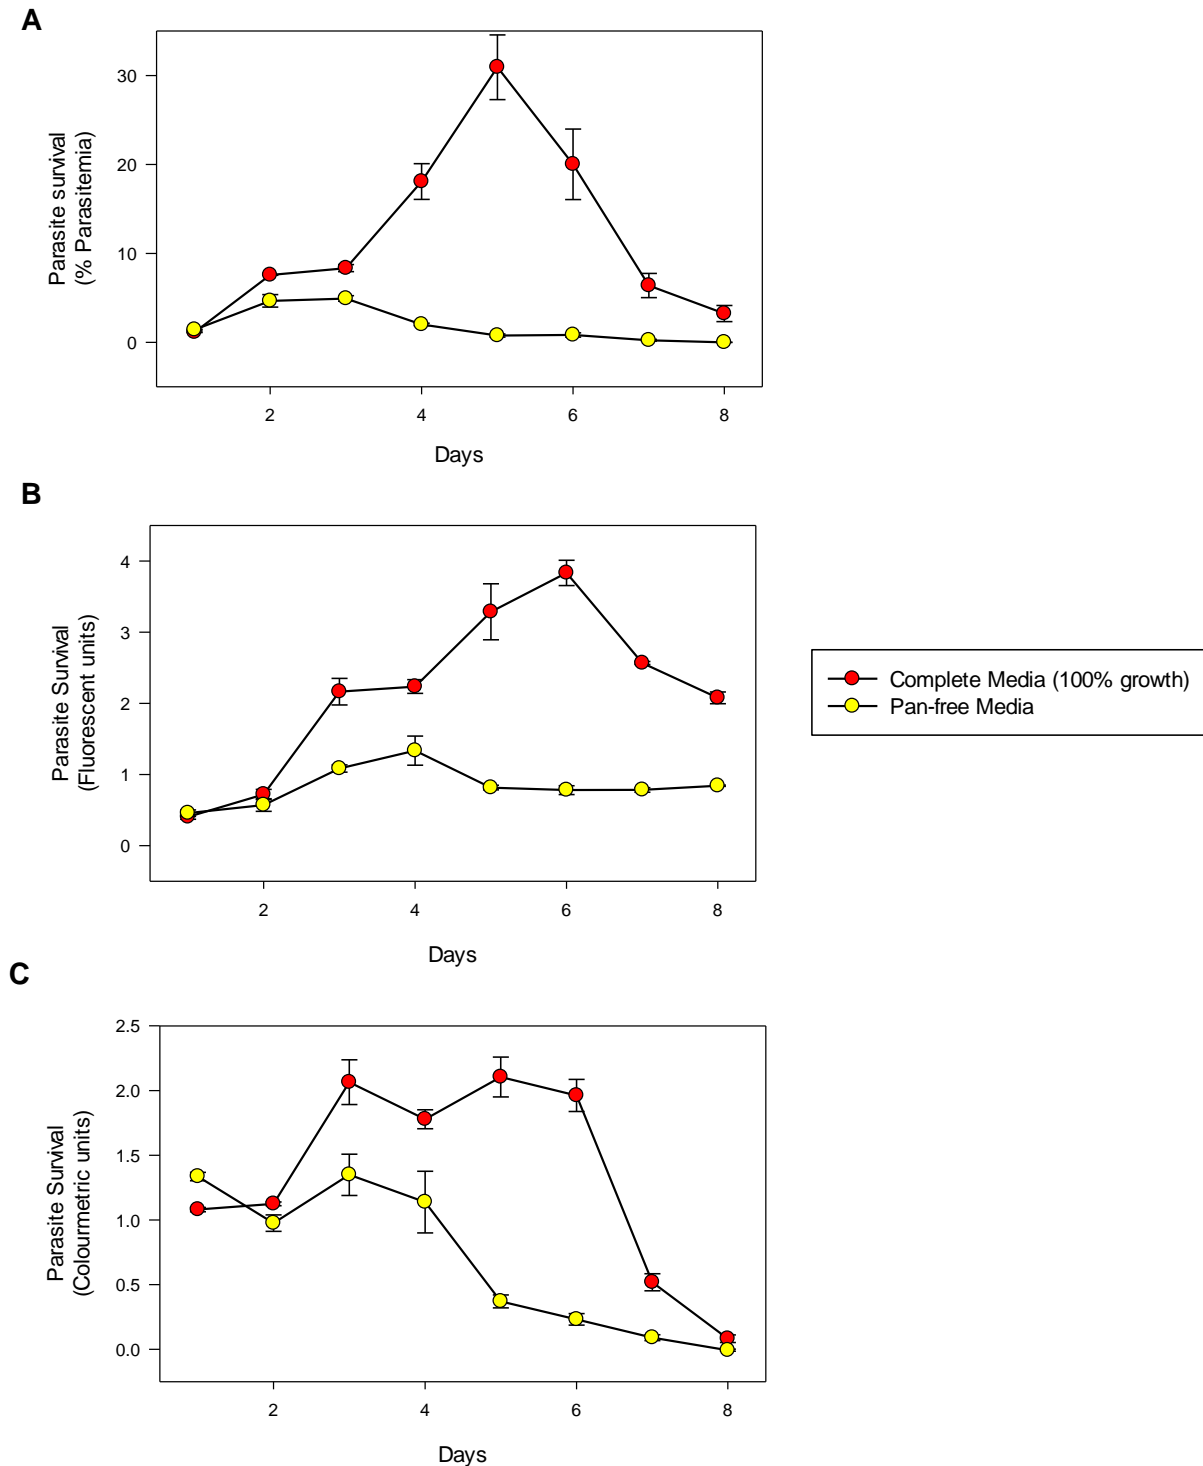 A
Parasite survival
(% Parasitemia)
30
20
10
0
2 4 6 8
Days
B
Parasite Survival
(Fluorescent units)
4
3
2
1
0
2 4 6 8
Days
Complete Media (100% growth)
Pan-free Media
C
Parasite Survival
(Colourmetric units)
2.5
2.0
1.5
1.0
0.5
0.0
2 4 6 8
Days